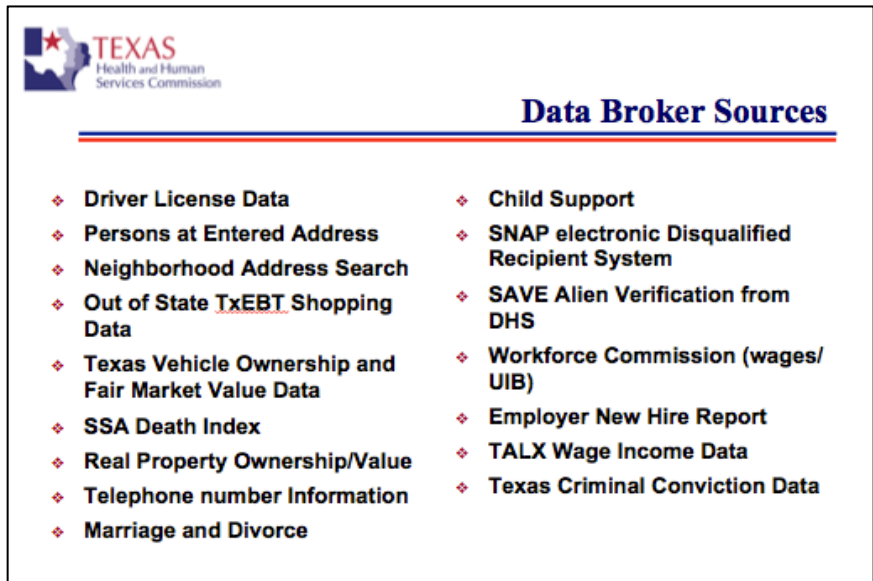 TEXAS
Health and Human
Services Commission
Data Broker Sources
❖ Driver License Data
❖ Persons at Entered Address
❖ Neighborhood Address Search
❖ Out of State TxEBT Shopping
Data
❖ Texas Vehicle Ownership and
Fair Market Value Data
❖ SSA Death Index
❖ Real Property Ownership/Value
❖ Telephone number Information
❖ Marriage and Divorce
❖ Child Support
❖ SNAP electronic Disqualified
Recipient System
❖ SAVE Alien Verification from
DHS
❖ Workforce Commission (wages/
UIB)
❖ Employer New Hire Report
❖ TALX Wage Income Data
❖ Texas Criminal Conviction Data